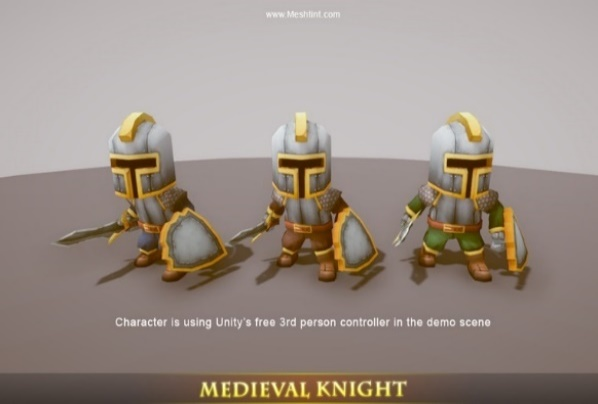 www.Meshtint.com
Character is using Unity's free 3rd person controller in the demo scene
MEDIEVAL KNIGHT